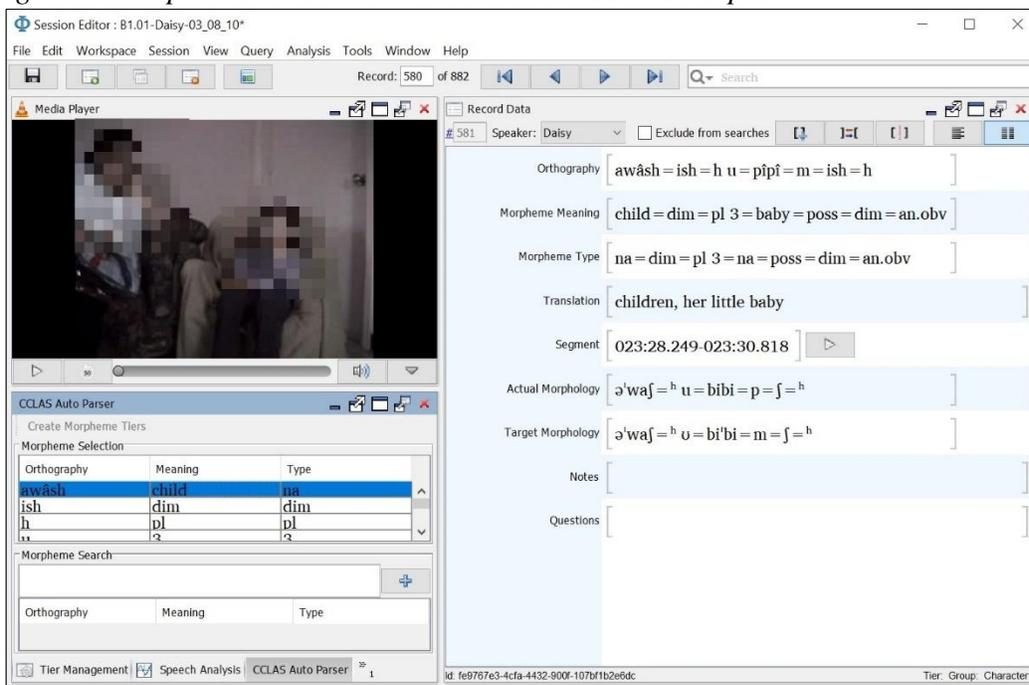 Session Editor : B1.01-Daisy-03_08_10*
File Edit Workspace Session View Query Analysis Tools Window Help
Record: 580 of 882 Search
Media Player
CCLAS Auto Parser
Create Morpheme Tiers
Morpheme Selection
Orthography Meaning Type
awâsh child na
ish dim dim
h pl pl
u 3 3
Morpheme Search
Orthography Meaning Type
Tier Management Speech Analysis CCLAS Auto Parser » 1
Record Data
# 581 Speaker: Daisy Exclude from searches
Orthography awâsh=ish=h u=pîpî=m=ish=h
Morpheme Meaning child=dim=pl 3=baby=poss=dim=an.obv
Morpheme Type na=dim=pl 3=na=poss=dim=an.obv
Translation children, her little baby
Segment 023:28.249-023:30.818
Actual Morphology əˈwaʃ=ʰ u=bibi=p=ʃ=ʰ
Target Morphology əˈwaʃ=ʰ ʊ=biˈbi=m=ʃ=ʰ
Notes
Questions
Id: fe9767e3-4cfa-4432-900f-107bf1b2e6dc Tier: Group: Character